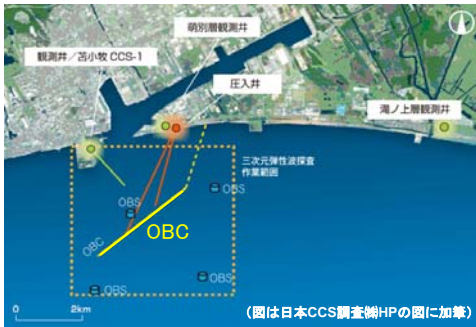 萌別層観測井
観測井／苫小牧 CCS-1
圧入井
滝ノ上層観測井
三次元弾性波探査
作業範囲
OBS
OBS
OBC
OBC
OBS
OBS
0 2km
(図は日本CCS調査㈱HPの図に加筆)